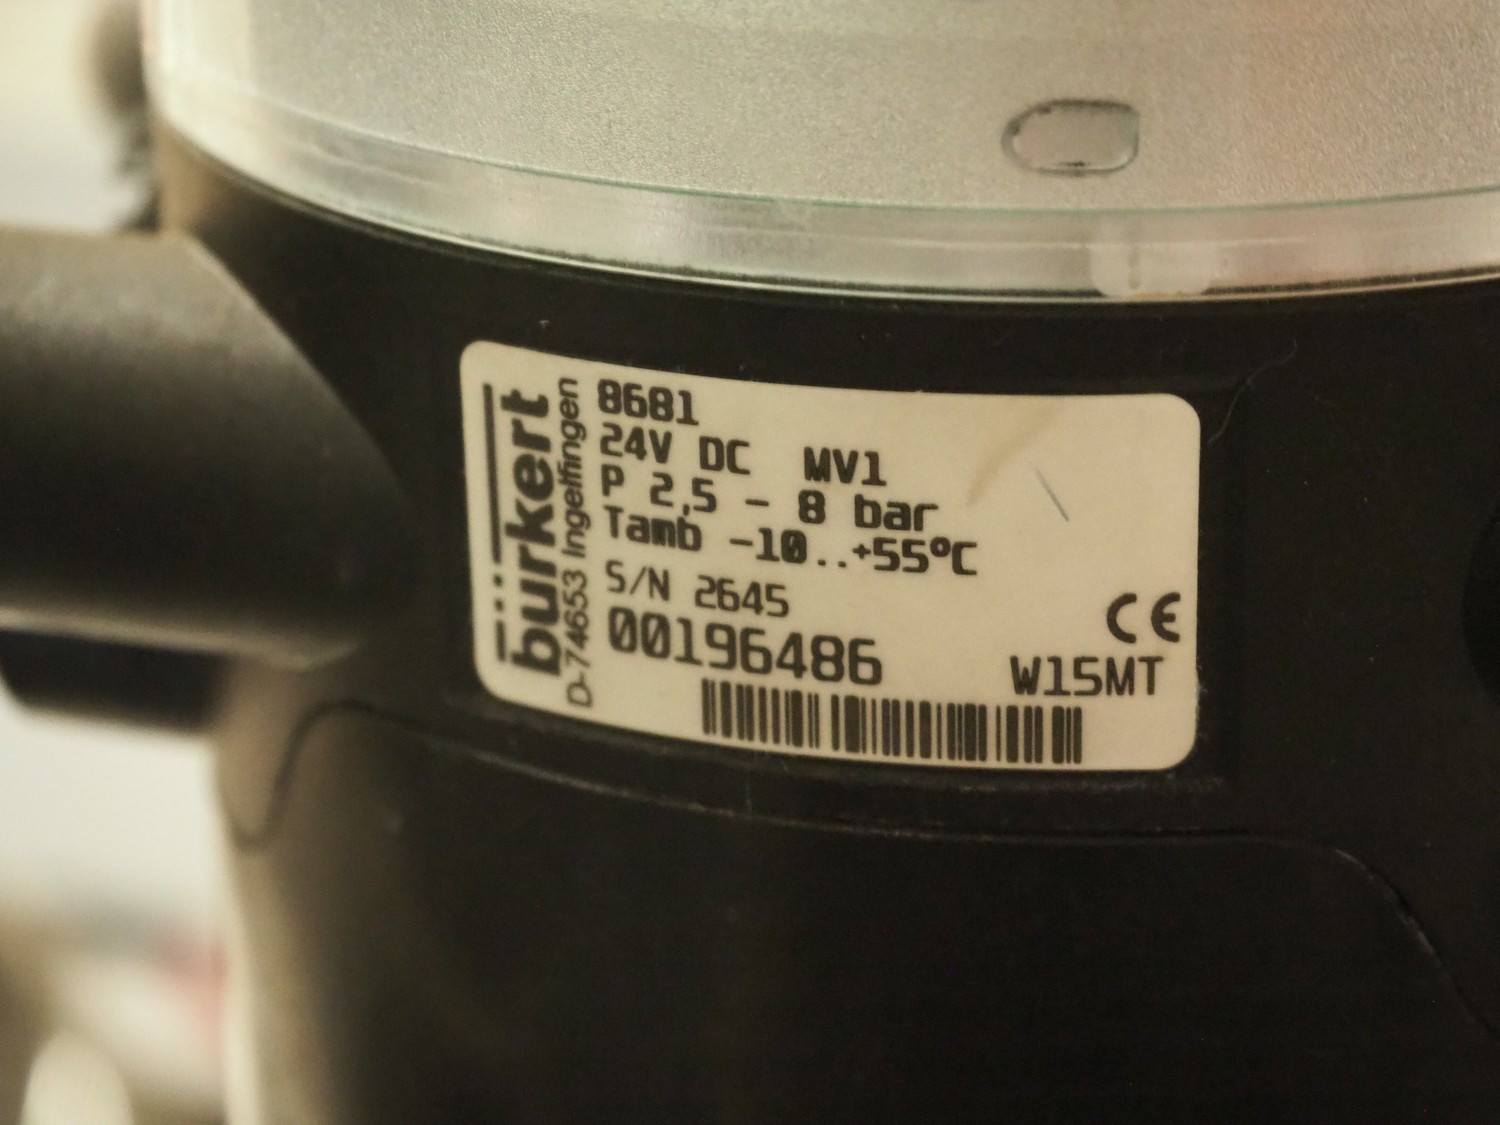 bürkert
D-74653 Ingelfingen
8681
24V DC MV1
P 2,5 - 8 bar
Tamb -10..+55°C
S/N 2645
00196486
CE
W15MT